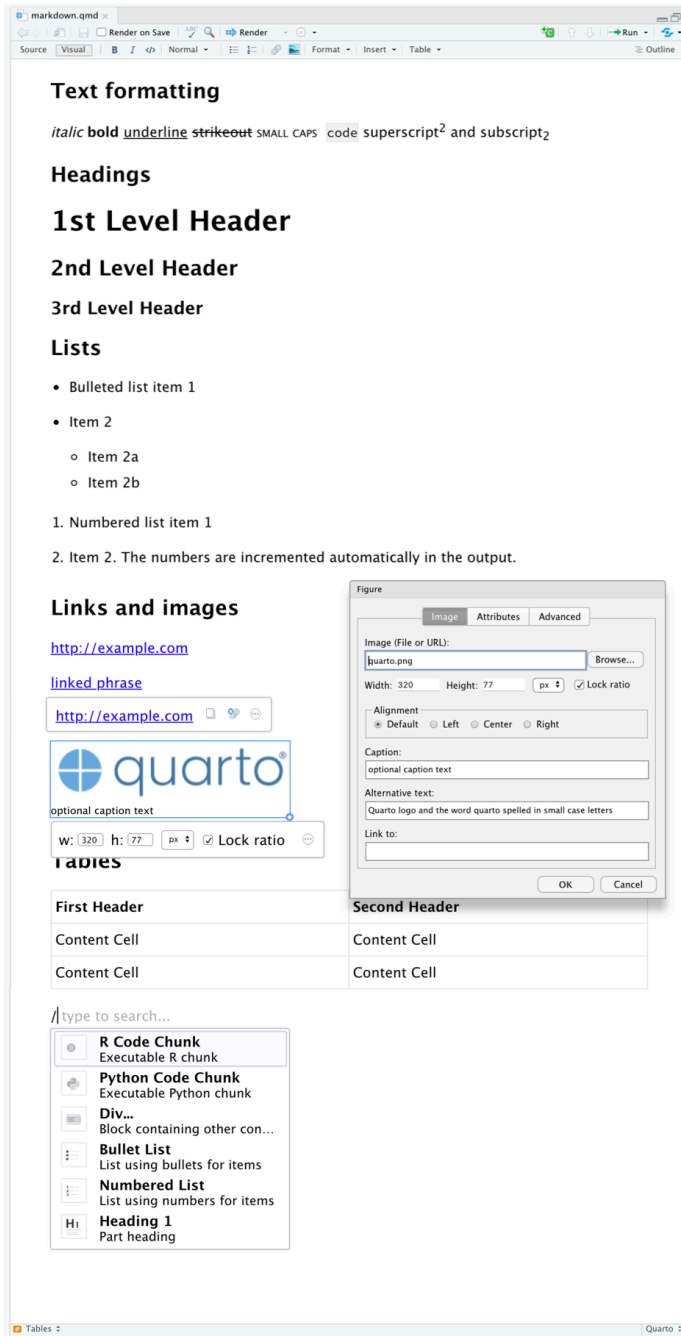 markdown.qmd
Render on Save ABC Render Run
Source Visual B I </> Normal Format Insert Table Outline
Text formatting
italic bold underline strikeout SMALL CAPS code superscript2 and subscript2
Headings
1st Level Header
2nd Level Header
3rd Level Header
Lists
• Bulleted list item 1
• Item 2
◦ Item 2a
◦ Item 2b
1. Numbered list item 1
2. Item 2. The numbers are incremented automatically in the output.
Links and images
http://example.com
linked phrase
http://example.com
quarto®
optional caption text
w: 320 h: 77 px Lock ratio
Figure
Image Attributes Advanced
Image (File or URL):
quarto.png Browse...
Width: 320 Height: 77 px Lock ratio
Alignment
Default Left Center Right
Caption:
optional caption text
Alternative text:
Quarto logo and the word quarto spelled in small case letters
Link to:
OK Cancel
Tables
First Header Second Header
Content Cell Content Cell
Content Cell Content Cell
/type to search...
R Code Chunk
Executable R chunk
Python Code Chunk
Executable Python chunk
Div...
Block containing other con...
Bullet List
List using bullets for items
Numbered List
List using numbers for items
H1 Heading 1
Part heading
Tables Quarto